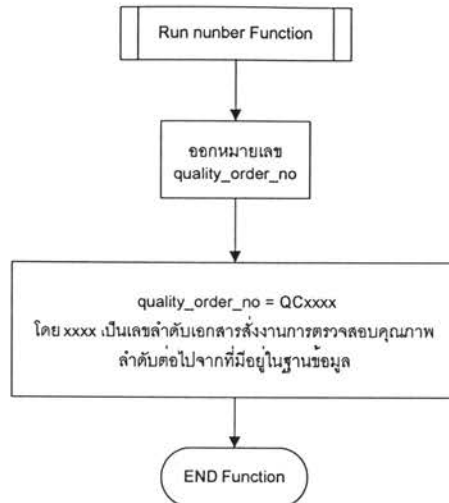 Run nunber Function
ออกหมายเลข
quality_order_no
quality_order_no = QCxxxx
โดย xxxx เป็นเลขลำดับเอกสารสั่งงานการตรวจสอบคุณภาพ
ลำดับต่อไปจากที่มีอยู่ในฐานข้อมูล
END Function